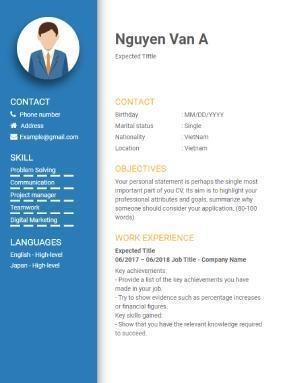 Nguyen Van A
Expected Tittle
CONTACT
Phone number
Address
Example@gmail.com
SKILL
Problem Solving
Communication
Project manager
Teamwork
Digital Marketing
LANGUAGES
English - High-level
Japan - High-level
CONTACT
Birthday : MM/DD/YYYY
Marital status : Single
Nationality : VietNam
Location : Vietnam
OBJECTIVES
Your personal statement is perhaps the single most
important part of you CV. Its aim is to highlight your
professional attributes and goals, summarize why
someone should consider your application. (80-100
words)
WORK EXPERIENCE
Expected Title
06/2017 – 06/2018 Job Title - Company Name
Key achievements:
- Provide a list of the key achievements you have
made in your job.
- Try to show evidence such as percentage increases
or financial figures.
Key skills gained:
- Show that you have the relevant knowledge required
to succeed.